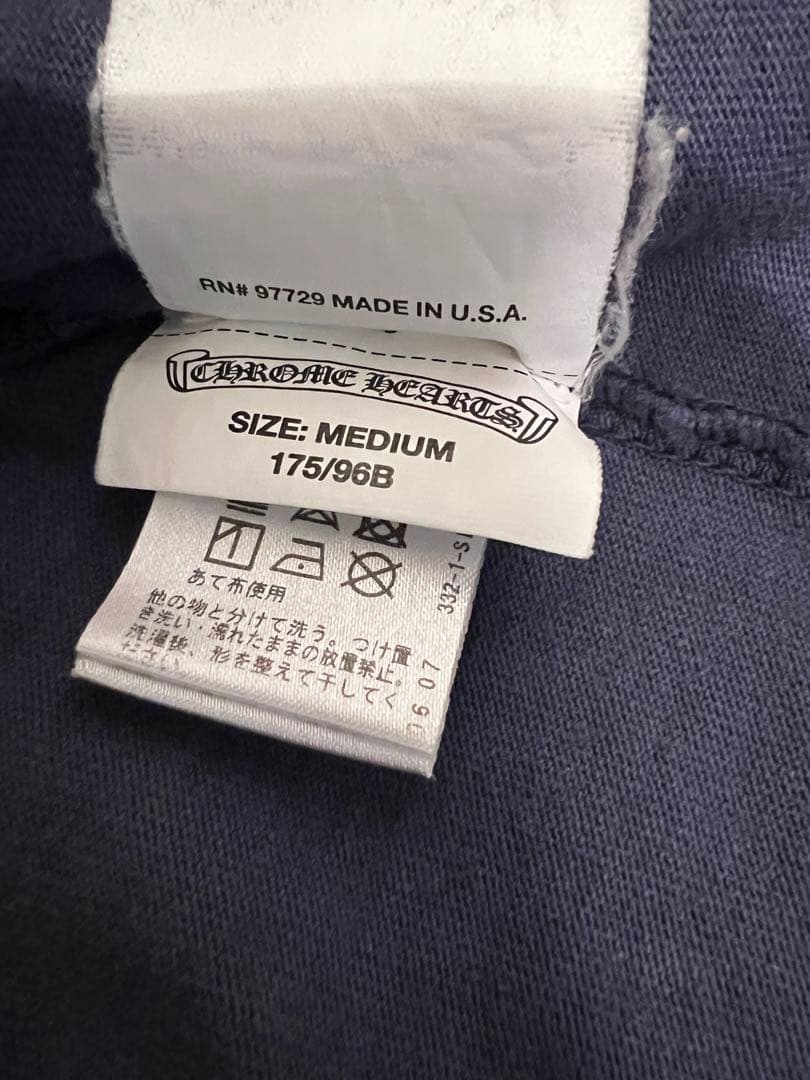 RN# 97729 MADE IN U.S.A.
CHROME HEARTS
SIZE: MEDIUM
175/96B
あて布使用
他の物と分けて洗う。つけ置
き洗い・濡れたままの放置禁止。
洗濯後、形を整えて干してく
ださい
332-1-S